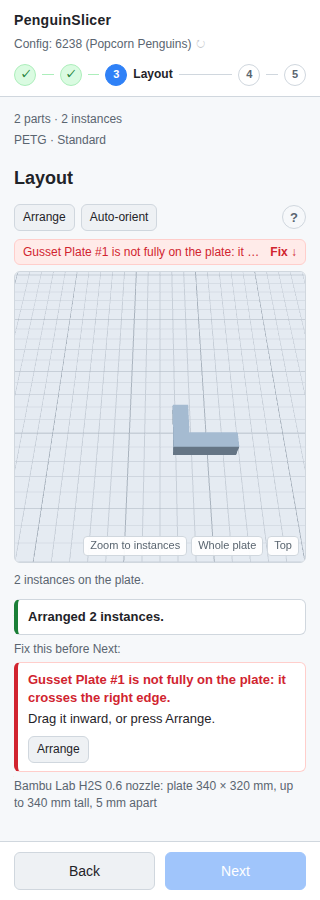 PenguinSlicer
Config: 6238 (Popcorn Penguins)
✓ ✓ 3 Layout 4 5
2 parts · 2 instances
PETG · Standard
Layout
Arrange Auto-orient ?
Gusset Plate #1 is not fully on the plate: it … Fix ↓
Zoom to instances Whole plate Top
2 instances on the plate.
Arranged 2 instances.
Fix this before Next:
Gusset Plate #1 is not fully on the plate: it
crosses the right edge.
Drag it inward, or press Arrange.
Arrange
Bambu Lab H2S 0.6 nozzle: plate 340 × 320 mm, up
to 340 mm tall, 5 mm apart
Back Next